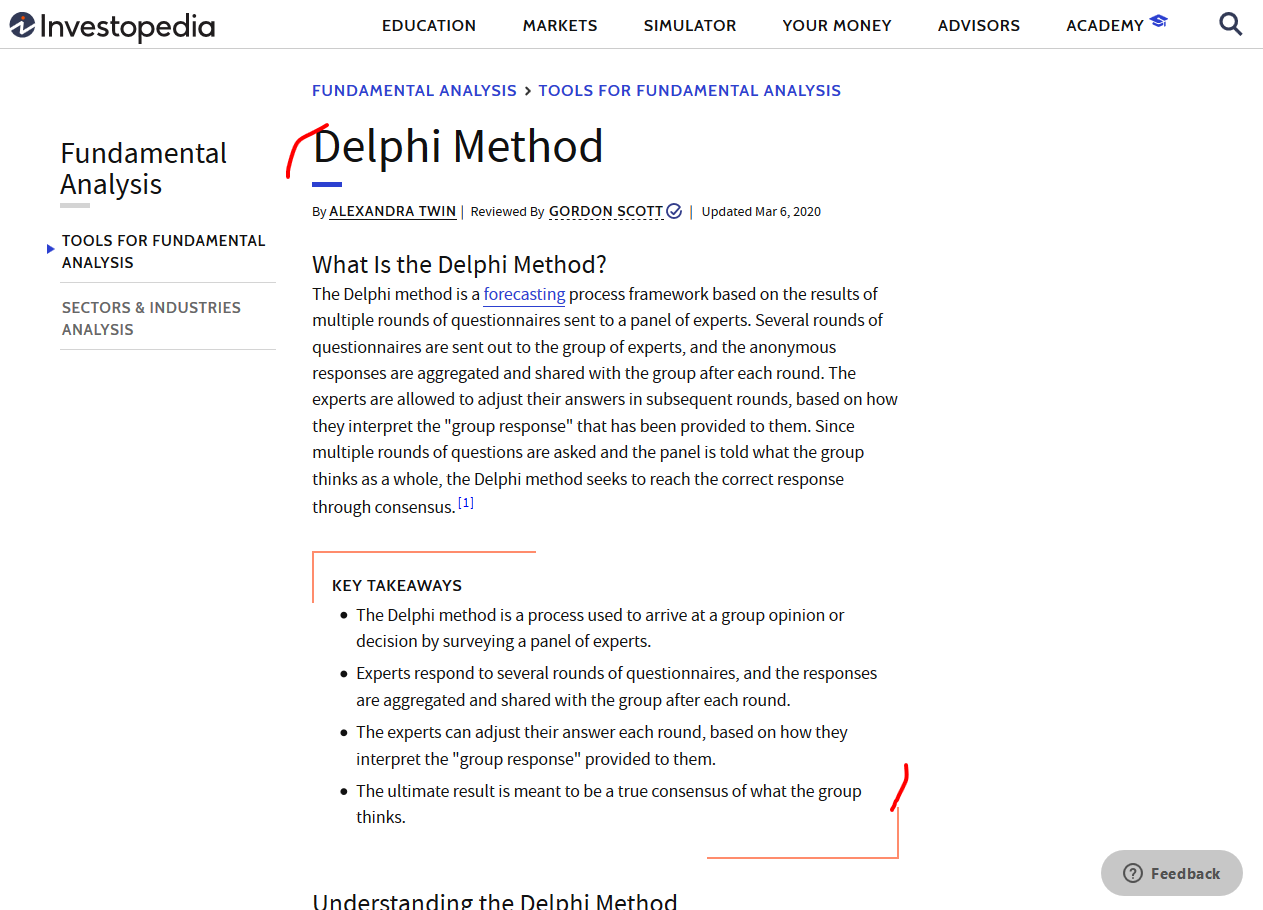 Investopedia
EDUCATION MARKETS SIMULATOR YOUR MONEY ADVISORS ACADEMY
FUNDAMENTAL ANALYSIS > TOOLS FOR FUNDAMENTAL ANALYSIS
Fundamental
Analysis
TOOLS FOR FUNDAMENTAL
ANALYSIS
SECTORS & INDUSTRIES
ANALYSIS
Delphi Method
By ALEXANDRA TWIN | Reviewed By GORDON SCOTT | Updated Mar 6, 2020
What Is the Delphi Method?
The Delphi method is a forecasting process framework based on the results of
multiple rounds of questionnaires sent to a panel of experts. Several rounds of
questionnaires are sent out to the group of experts, and the anonymous
responses are aggregated and shared with the group after each round. The
experts are allowed to adjust their answers in subsequent rounds, based on how
they interpret the "group response" that has been provided to them. Since
multiple rounds of questions are asked and the panel is told what the group
thinks as a whole, the Delphi method seeks to reach the correct response
through consensus. [1]
KEY TAKEAWAYS
• The Delphi method is a process used to arrive at a group opinion or
decision by surveying a panel of experts.
• Experts respond to several rounds of questionnaires, and the responses
are aggregated and shared with the group after each round.
• The experts can adjust their answer each round, based on how they
interpret the "group response" provided to them.
• The ultimate result is meant to be a true consensus of what the group
thinks.
Understanding the Delphi Method
? Feedback